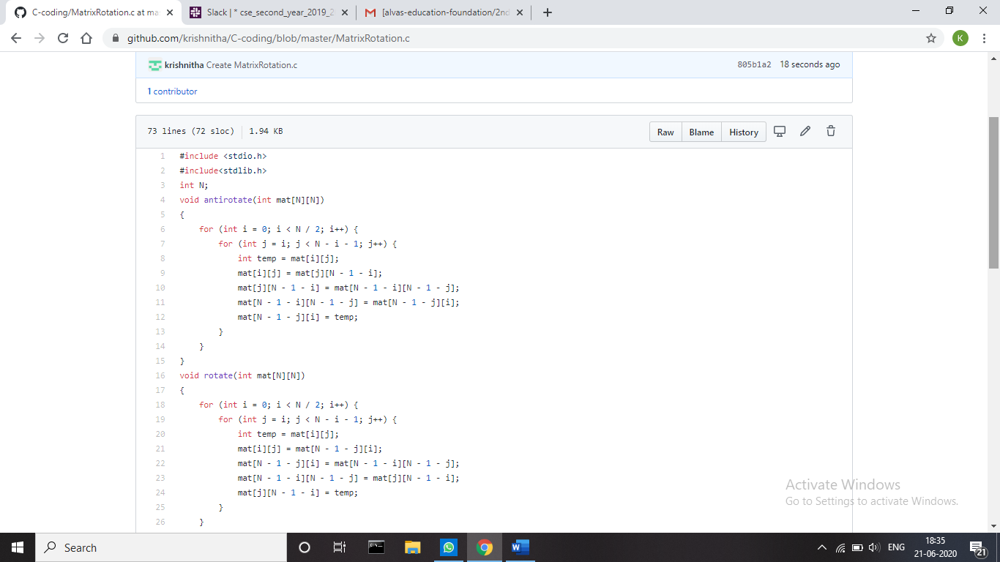 C-coding/MatrixRotation.c at ma
Slack | * cse_second_year_2019_2
[alvas-education-foundation/2nd
github.com/krishnitha/C-coding/blob/master/MatrixRotation.c
K
krishnitha Create MatrixRotation.c 805b1a2 18 seconds ago
1 contributor
73 lines (72 sloc) 1.94 KB Raw Blame History
1 #include <stdio.h>
2 #include<stdlib.h>
3 int N;
4 void antirotate(int mat[N][N])
5 {
6 for (int i = 0; i < N / 2; i++) {
7 for (int j = i; j < N - i - 1; j++) {
8 int temp = mat[i][j];
9 mat[i][j] = mat[j][N - 1 - i];
10 mat[j][N - 1 - i] = mat[N - 1 - i][N - 1 - j];
11 mat[N - 1 - i][N - 1 - j] = mat[N - 1 - j][i];
12 mat[N - 1 - j][i] = temp;
13 }
14 }
15 }
16 void rotate(int mat[N][N])
17 {
18 for (int i = 0; i < N / 2; i++) {
19 for (int j = i; j < N - i - 1; j++) {
20 int temp = mat[i][j];
21 mat[i][j] = mat[N - 1 - j][i];
22 mat[N - 1 - j][i] = mat[N - 1 - i][N - 1 - j];
23 mat[N - 1 - i][N - 1 - j] = mat[j][N - 1 - i];
24 mat[j][N - 1 - i] = temp;
25 }
26 }
Activate Windows
Go to Settings to activate Windows.
Search
ENG
18:35
21-06-2020
21